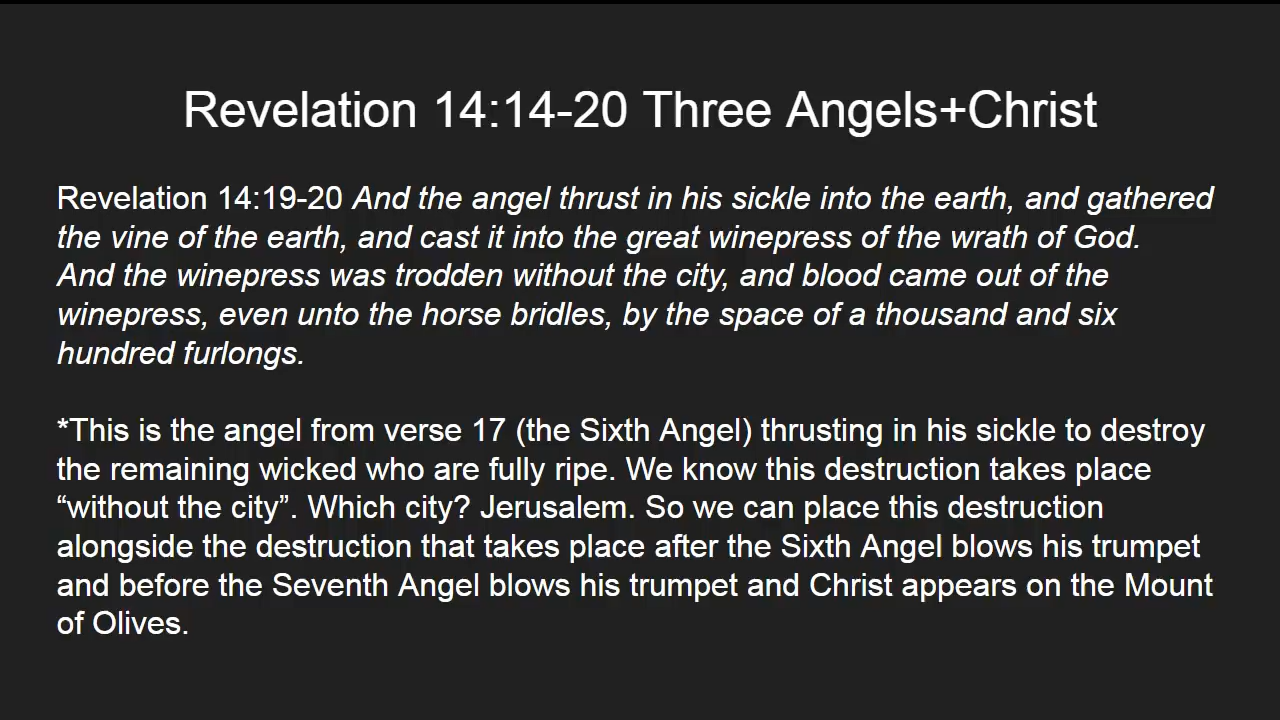 Revelation 14:14-20 Three Angels+Christ
Revelation 14:19-20 And the angel thrust in his sickle into the earth, and gathered
the vine of the earth, and cast it into the great winepress of the wrath of God.
And the winepress was trodden without the city, and blood came out of the
winepress, even unto the horse bridles, by the space of a thousand and six
hundred furlongs.
*This is the angel from verse 17 (the Sixth Angel) thrusting in his sickle to destroy
the remaining wicked who are fully ripe. We know this destruction takes place
“without the city”. Which city? Jerusalem. So we can place this destruction
alongside the destruction that takes place after the Sixth Angel blows his trumpet
and before the Seventh Angel blows his trumpet and Christ appears on the Mount
of Olives.